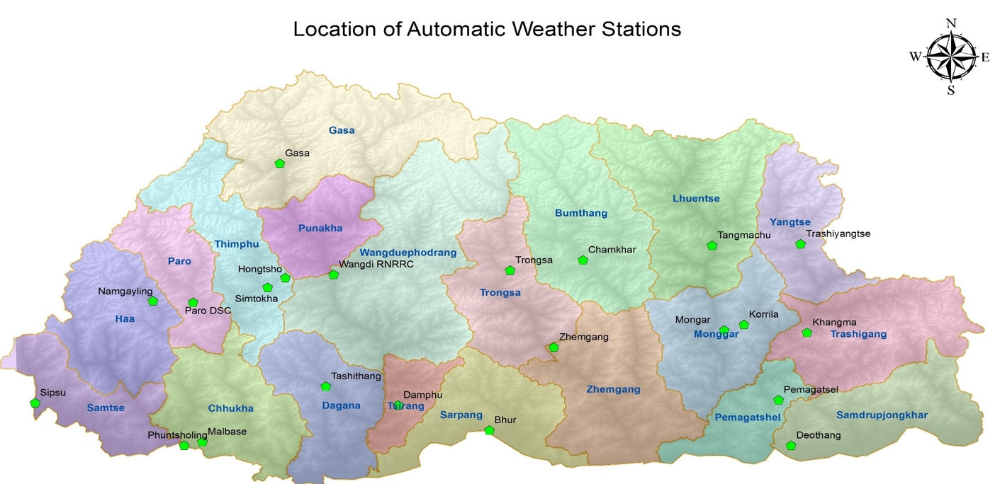 Location of Automatic Weather Stations
N
W
E
S
Gasa
Gasa
Lhuentse
Bumthang
Yangtse
Punakha
Trashiyangtse
Tangmachu
Thimphu
Chamkhar
Wangduephodrang
Paro
Trongsa
Wangdi RNRRC
Hongtsho
Namgayling
Trongsa
Simtokha
Paro DSC
Korrila
Haa
Mongar
Khangma
Monggar
Trashigang
Zhemgang
Tashithang
Zhemgang
Pemagatsel
Sipsu
Damphu
Samtse
Chhukha
Dagana
Tsirang
Sarpang
Pemagatshel
Samdrupjongkhar
Bhur
Phuntsholing
Malbase
Deothang